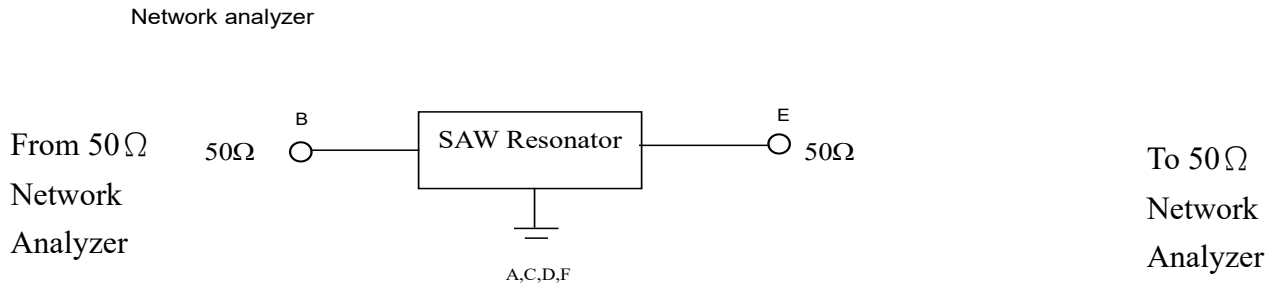 Network analyzer
B
E
From 50Ω
Network
Analyzer
50Ω
SAW Resonator
50Ω
To 50Ω
Network
Analyzer
A,C,D,F